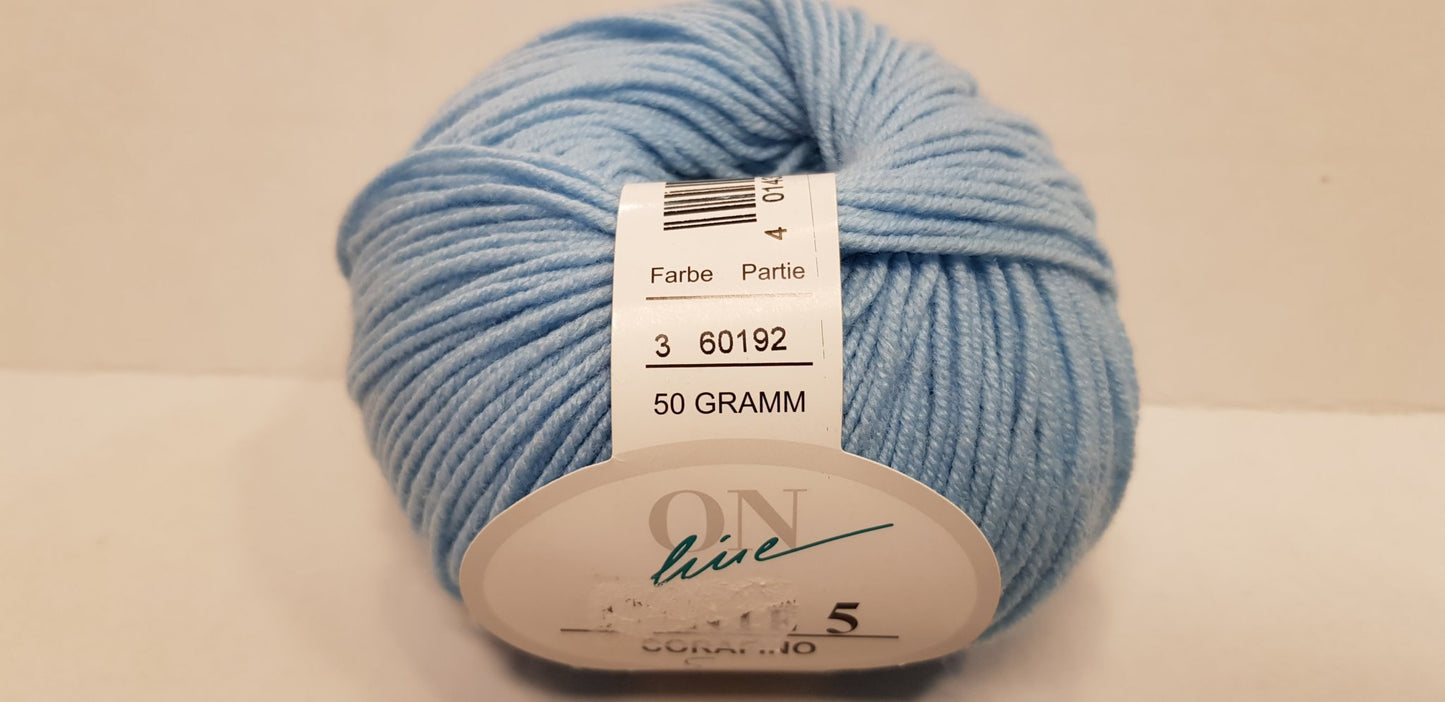 4 014
Farbe Partie
3 60192
50 GRAMM
ON
line
5